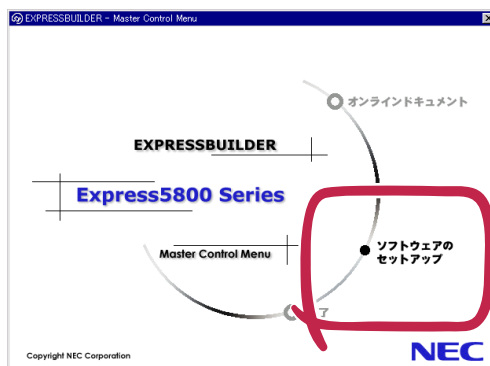 EXPRESSBUILDER - Master Control Menu
オンラインドキュメント
EXPRESSBUILDER
Express5800 Series
ソフトウェアの
セットアップ
Master Control Menu
了
Copyright NEC Corporation
NEC